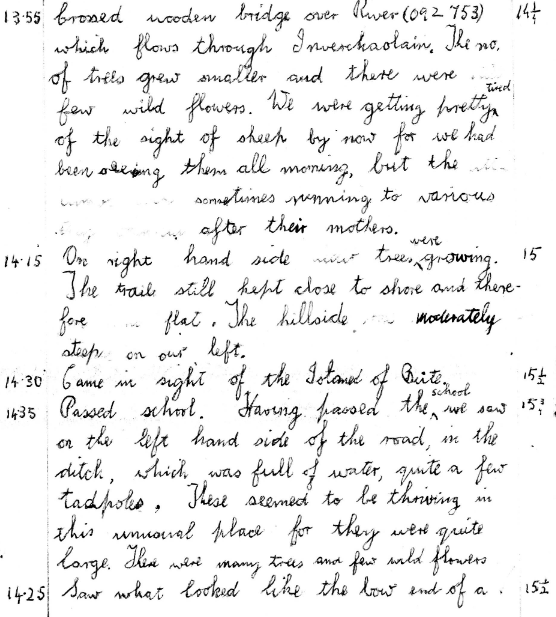 13.55 Crossed wooden bridge over River (092 753) 14¼
which flows through Inverchaolain. The no.
of trees grew smaller and there were
few wild flowers. We were getting pretty tired
of the sight of sheep by now for we had
been seeing them all morning, but the
sometimes running to various
after their mothers.
14.15 On right hand side trees were growing. 15
The trail still kept close to shore and there-
fore flat. The hillside moderately
steep on our left.
14.30 Came in sight of the Island of Bute. 15½
1435 Passed school. Having passed the school we saw 15¾
on the left hand side of the road, in the
ditch, which was full of water, quite a few
tadpoles. These seemed to be thriving in
this unusual place for they were quite
large. There were many trees and few wild flowers
14.25 Saw what looked like the bow end of a 15½